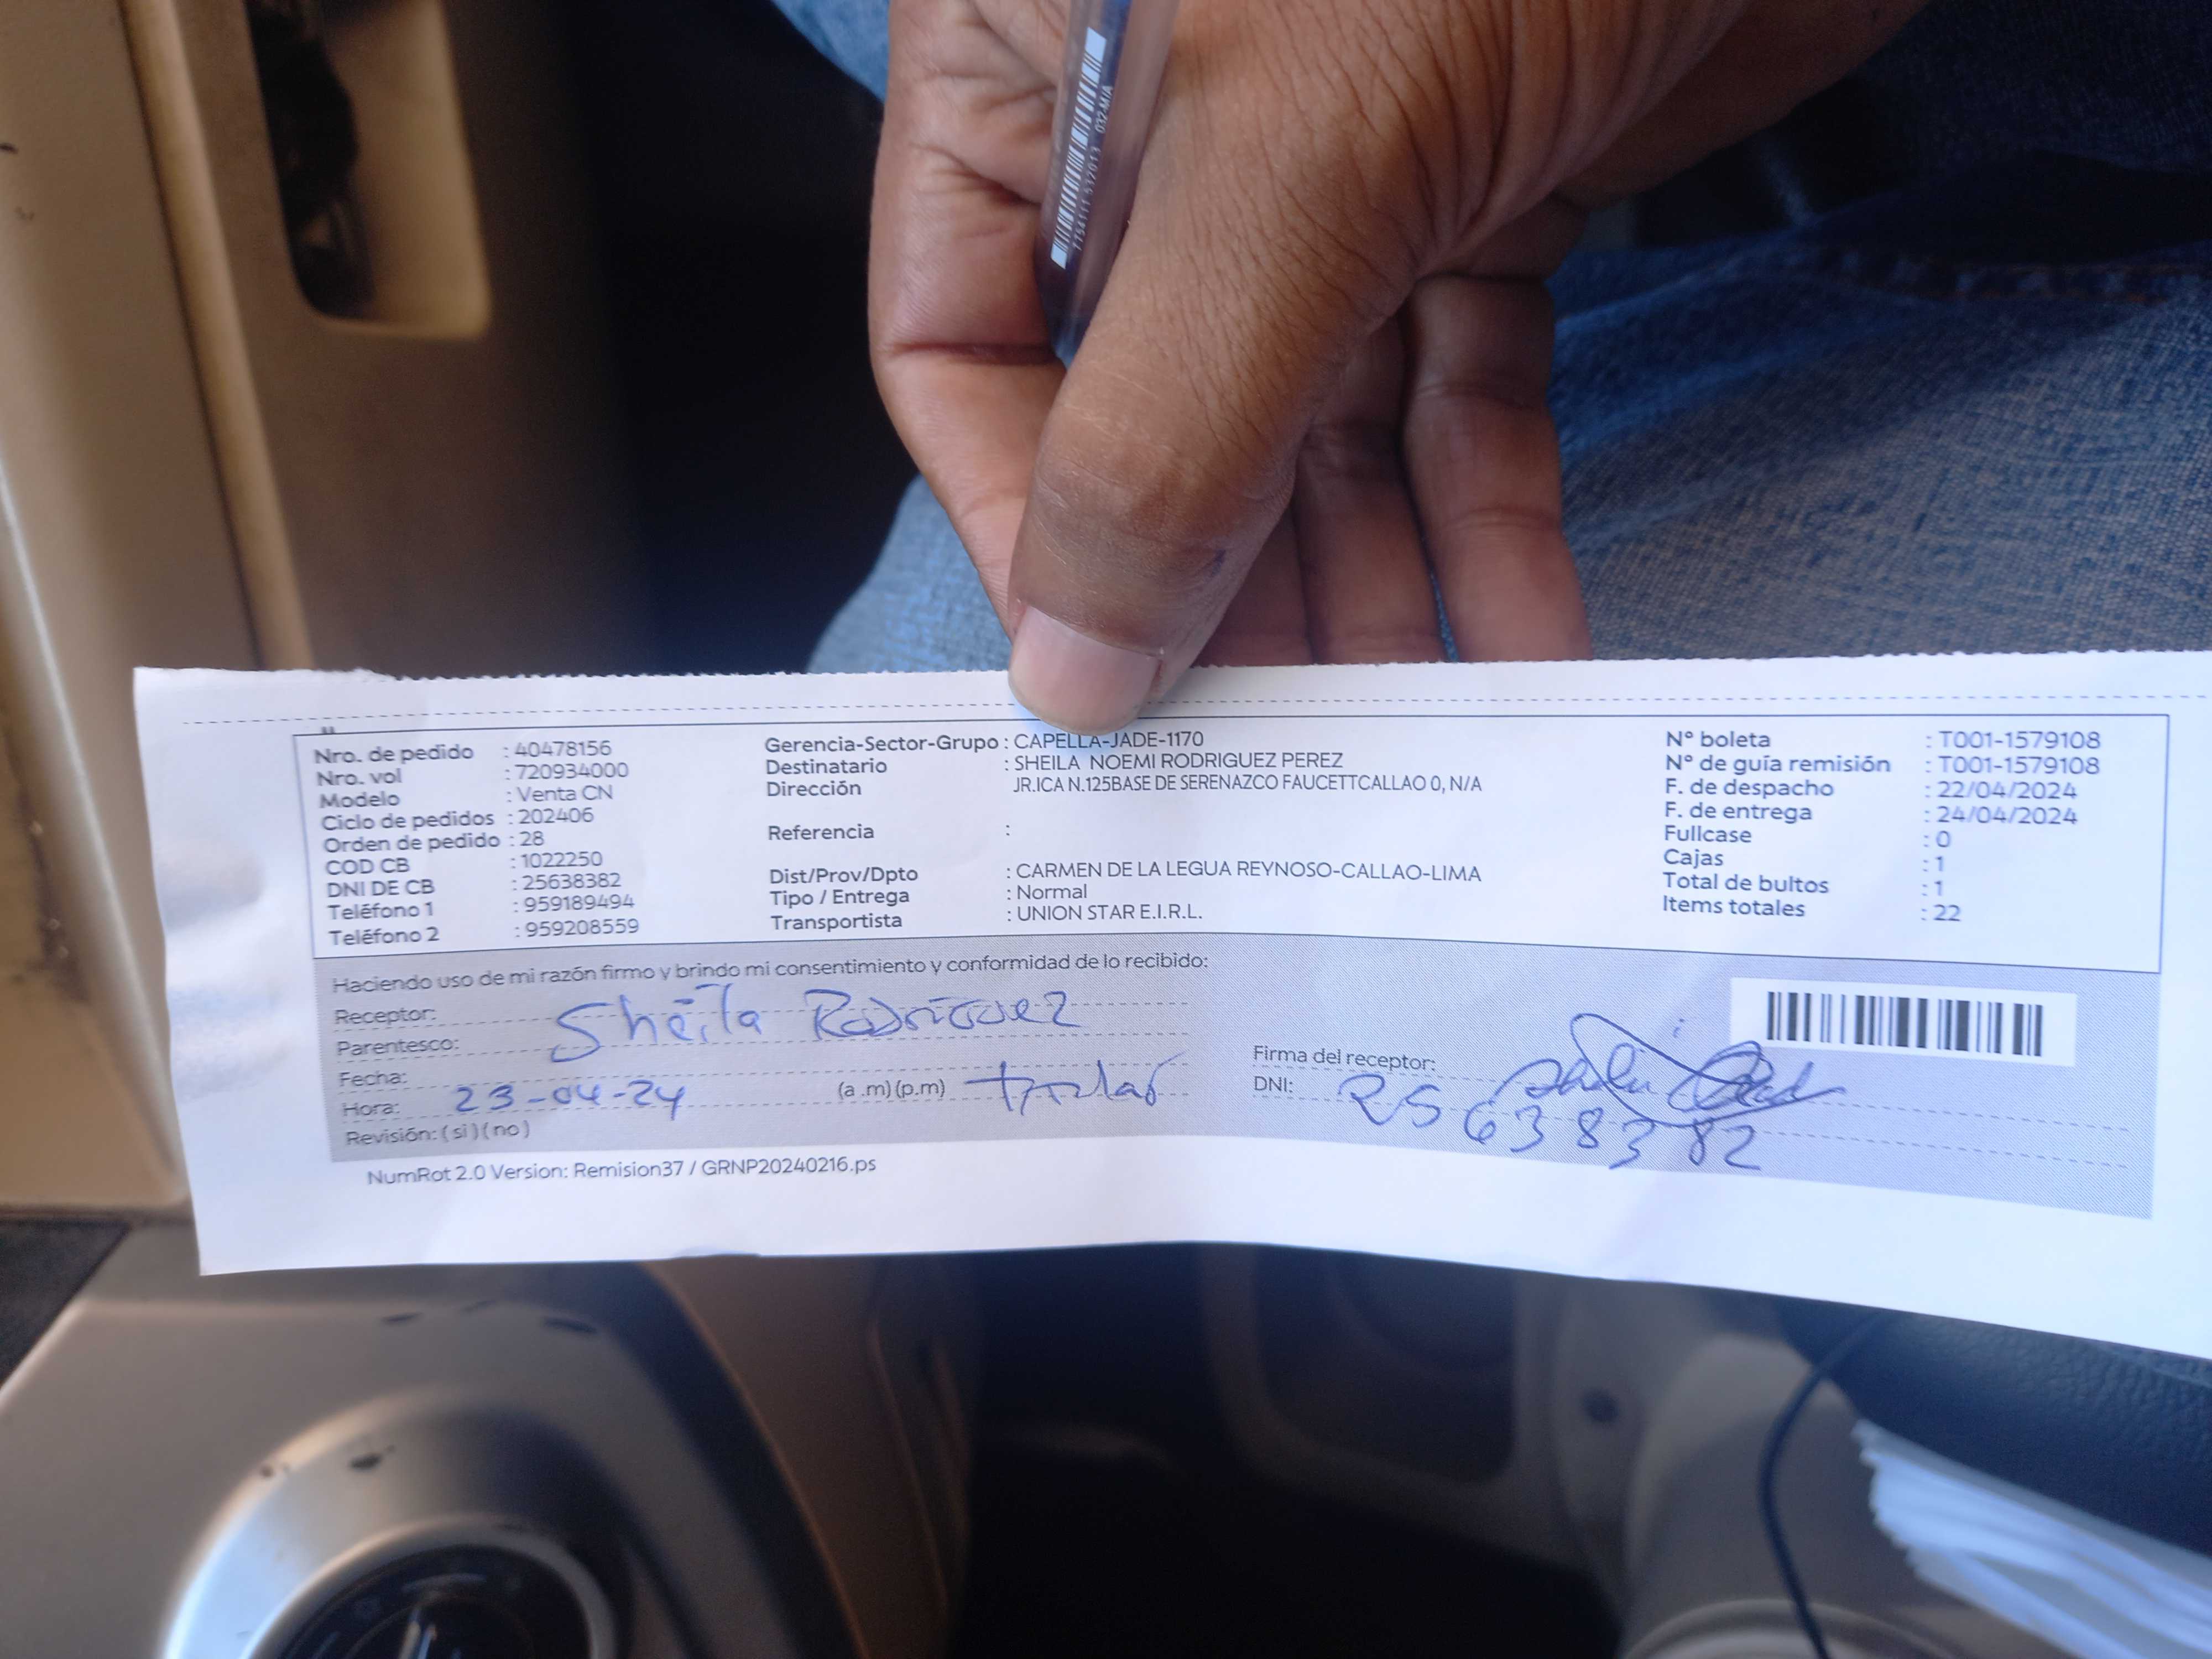 7754111 517013 032-M/A
Nro. de pedido : 40478156
Nro. vol : 720934000
Modelo : Venta CN
Ciclo de pedidos : 202406
Orden de pedido : 28
COD CB : 1022250
DNI DE CB : 25638382
Teléfono 1 : 959189494
Teléfono 2 : 959208559
Gerencia-Sector-Grupo : CAPELLA-JADE-1170
Destinatario : SHEILA NOEMI RODRIGUEZ PEREZ
Dirección JR.ICA N.125BASE DE SERENAZCO FAUCETTCALLAO 0, N/A
Referencia :
Dist/Prov/Dpto : CARMEN DE LA LEGUA REYNOSO-CALLAO-LIMA
Tipo / Entrega : Normal
Transportista : UNION STAR E.I.R.L.
N° boleta : T001-1579108
N° de guía remisión : T001-1579108
F. de despacho : 22/04/2024
F. de entrega : 24/04/2024
Fullcase : 0
Cajas : 1
Total de bultos : 1
Items totales : 22
Haciendo uso de mi razón firmo y brindo mi consentimiento y conformidad de lo recibido:
Receptor: Sheila Rodriguez
Parentesco:
Fecha:
Hora: 23-04-24 (a .m) (p.m) titular
Revisión: ( si ) ( no )
Firma del receptor:
DNI: 25638382
NumRot 2.0 Version: Remision37 / GRNP20240216.ps